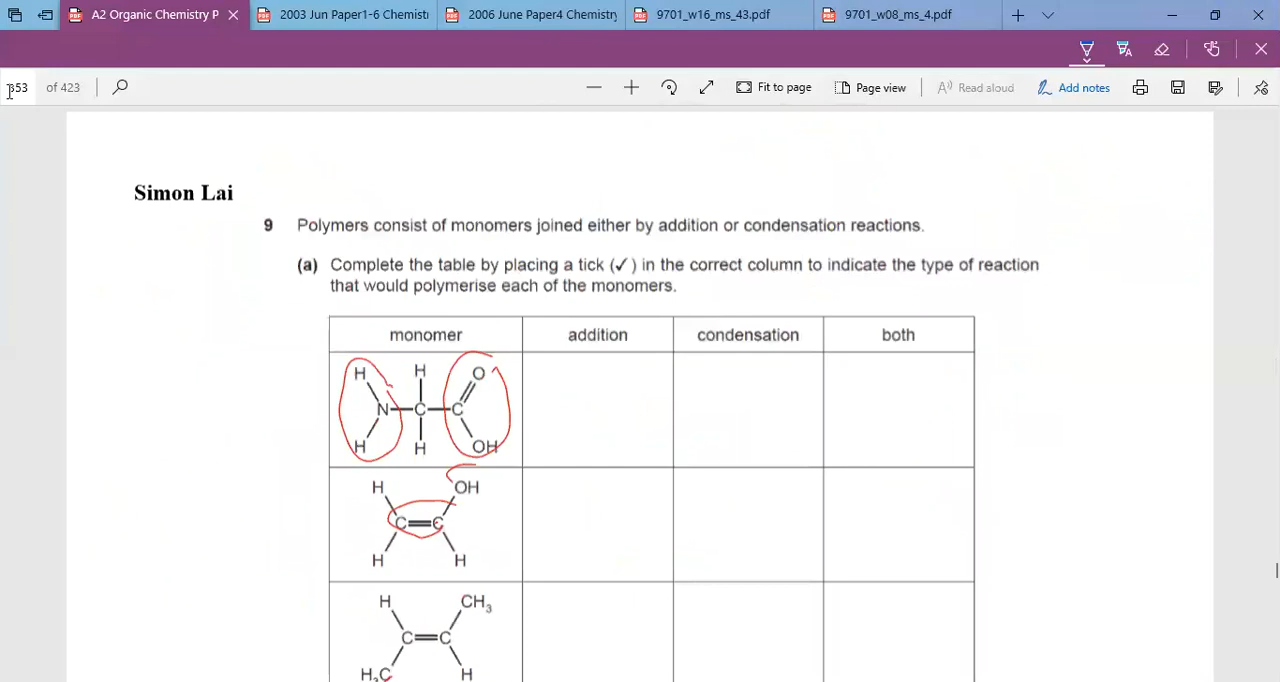 A2 Organic Chemistry P
2003 Jun Paper1-6 Chemistr
2006 June Paper4 Chemistry
9701_w16_ms_43.pdf
9701_w08_ms_4.pdf
353 of 423
Fit to page
Page view
Read aloud
Add notes
Simon Lai
9 Polymers consist of monomers joined either by addition or condensation reactions.
(a) Complete the table by placing a tick (✓) in the correct column to indicate the type of reaction
that would polymerise each of the monomers.
monomer addition condensation both
H H O
N C C
H H OH
H OH
C C
H H
H CH₃
C C
H₃C H